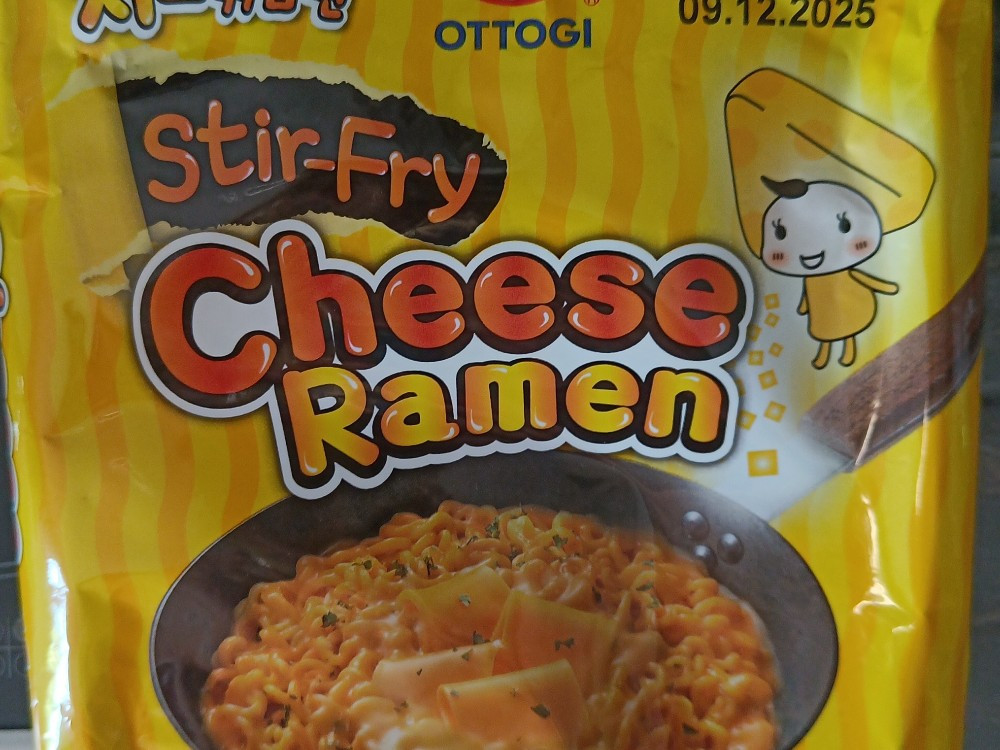 09.12.2025
OTTOGI
Stir-Fry
Cheese
Ramen